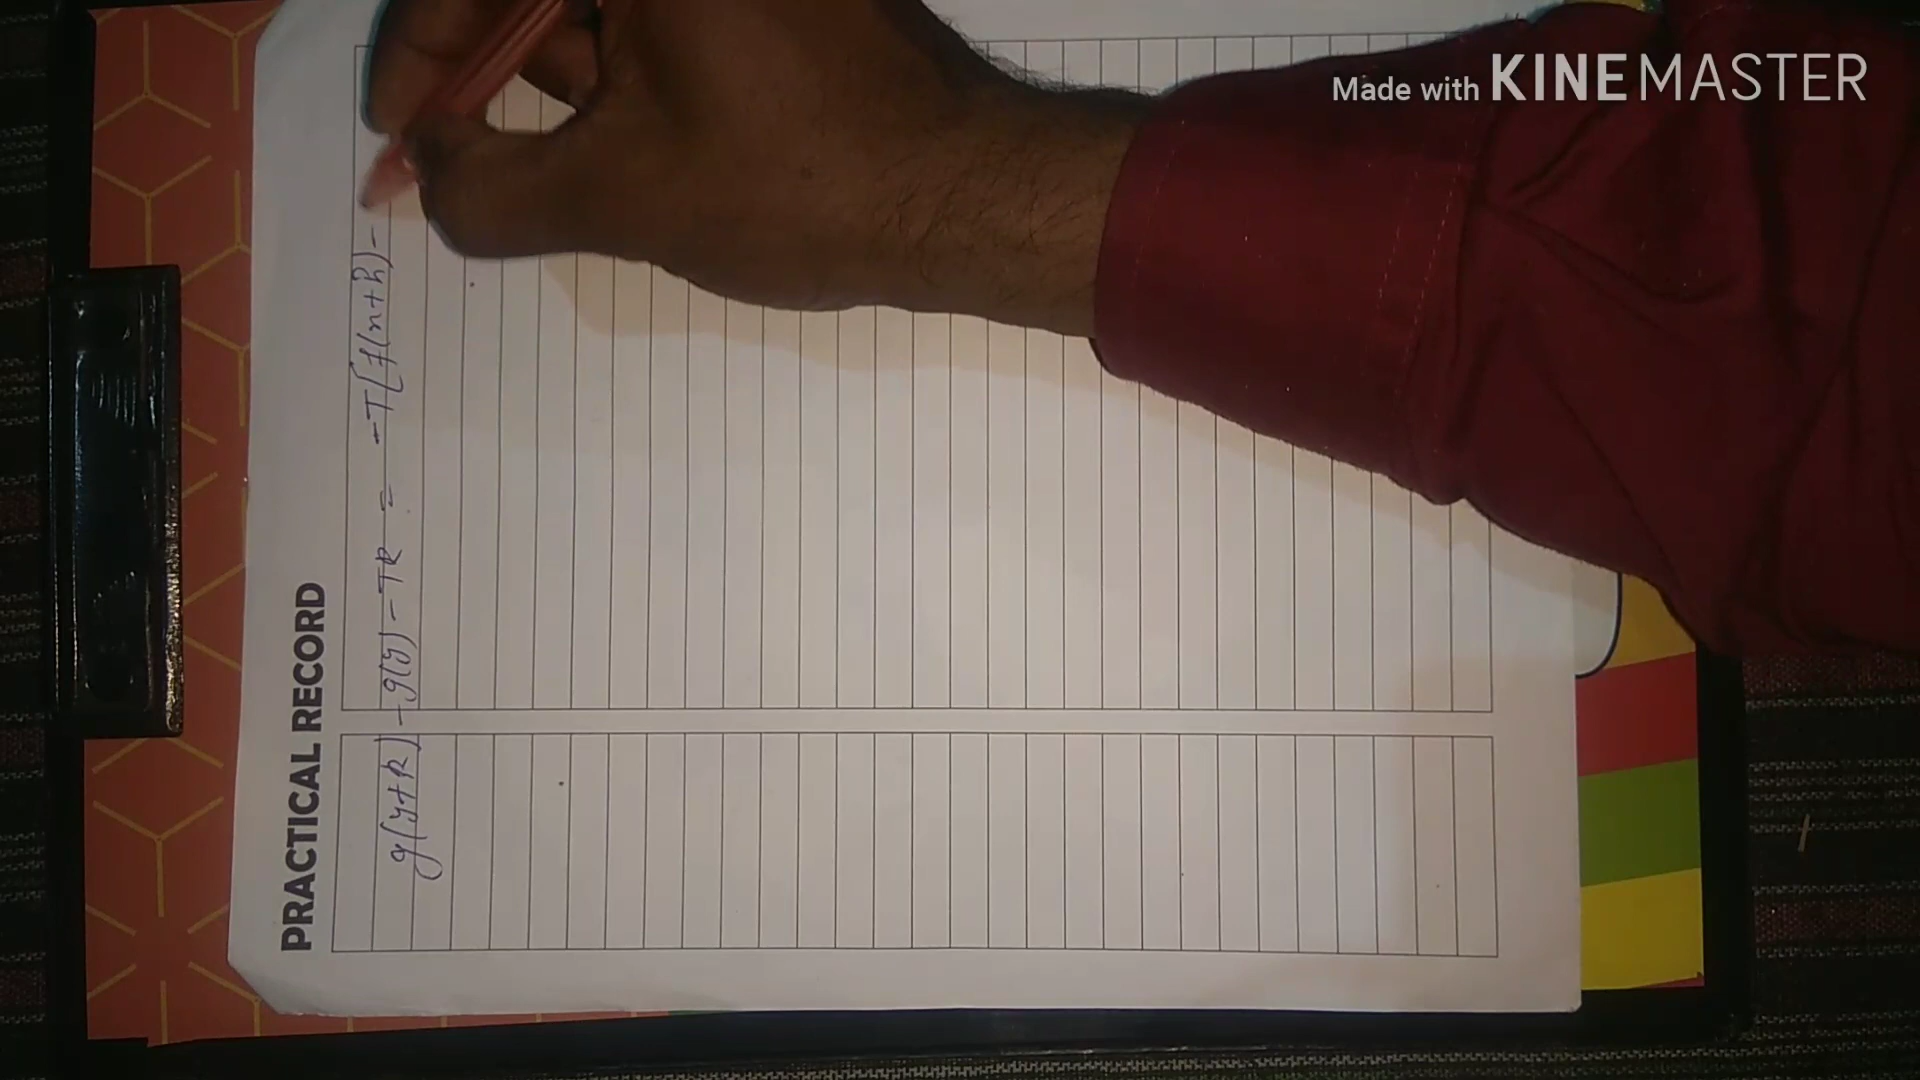 Made with KINEMASTER
PRACTICAL RECORD
g(y+k) - g(y) - Tk = - T[f(x+h) -